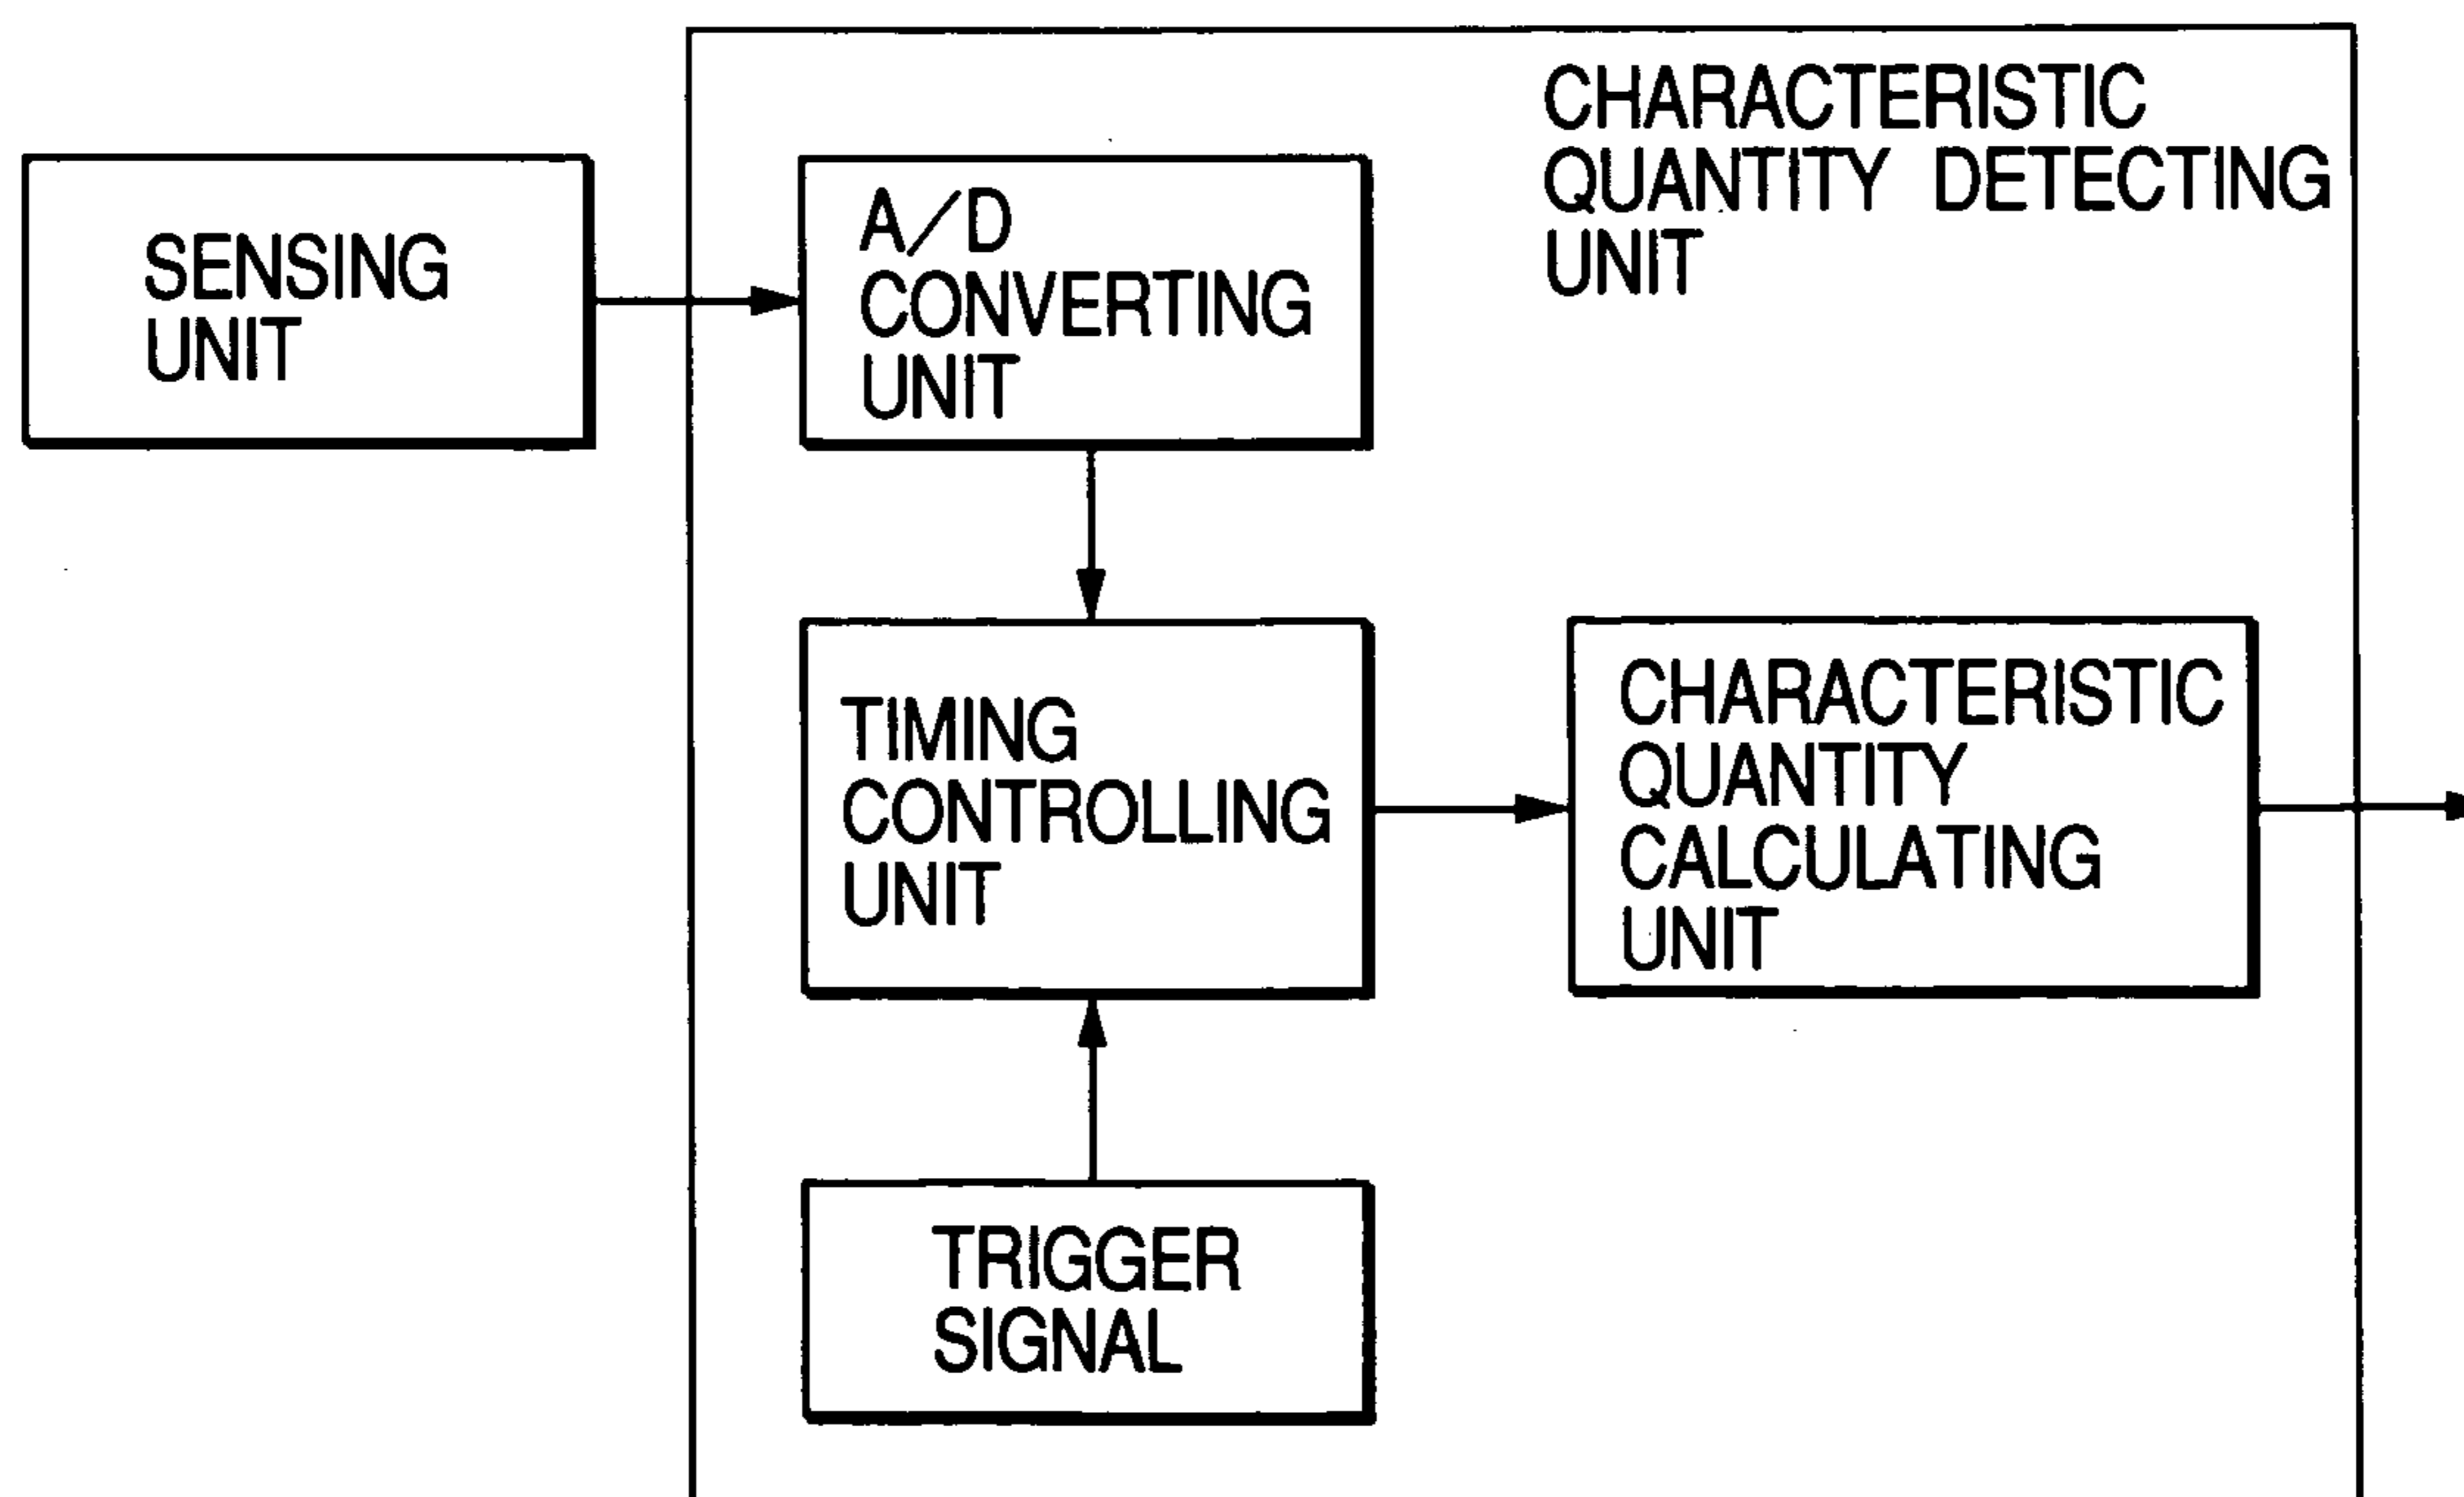 CHARACTERISTIC
QUANTITY DETECTING
UNIT
SENSING
UNIT
A/D
CONVERTING
UNIT
TIMING
CONTROLLING
UNIT
CHARACTERISTIC
QUANTITY
CALCULATING
UNIT
TRIGGER
SIGNAL